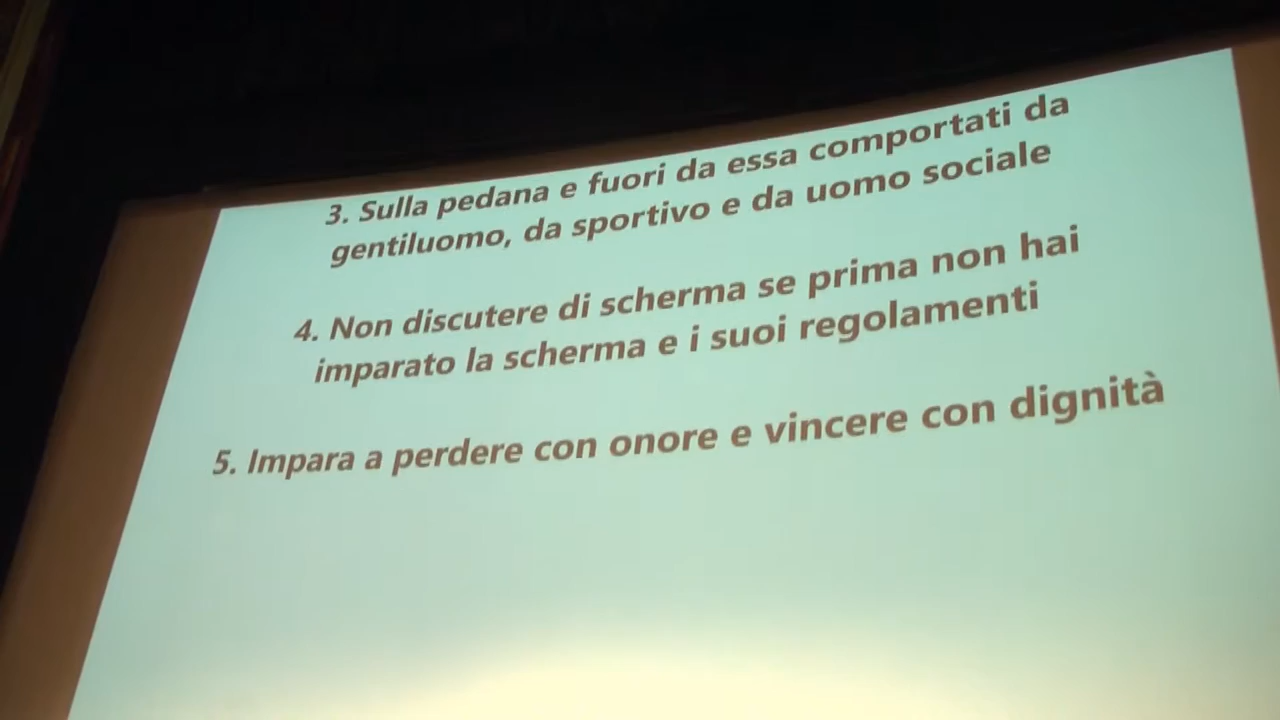 3. Sulla pedana e fuori da essa comportati da
gentiluomo, da sportivo e da uomo sociale
4. Non discutere di scherma se prima non hai
imparato la scherma e i suoi regolamenti
5. Impara a perdere con onore e vincere con dignità